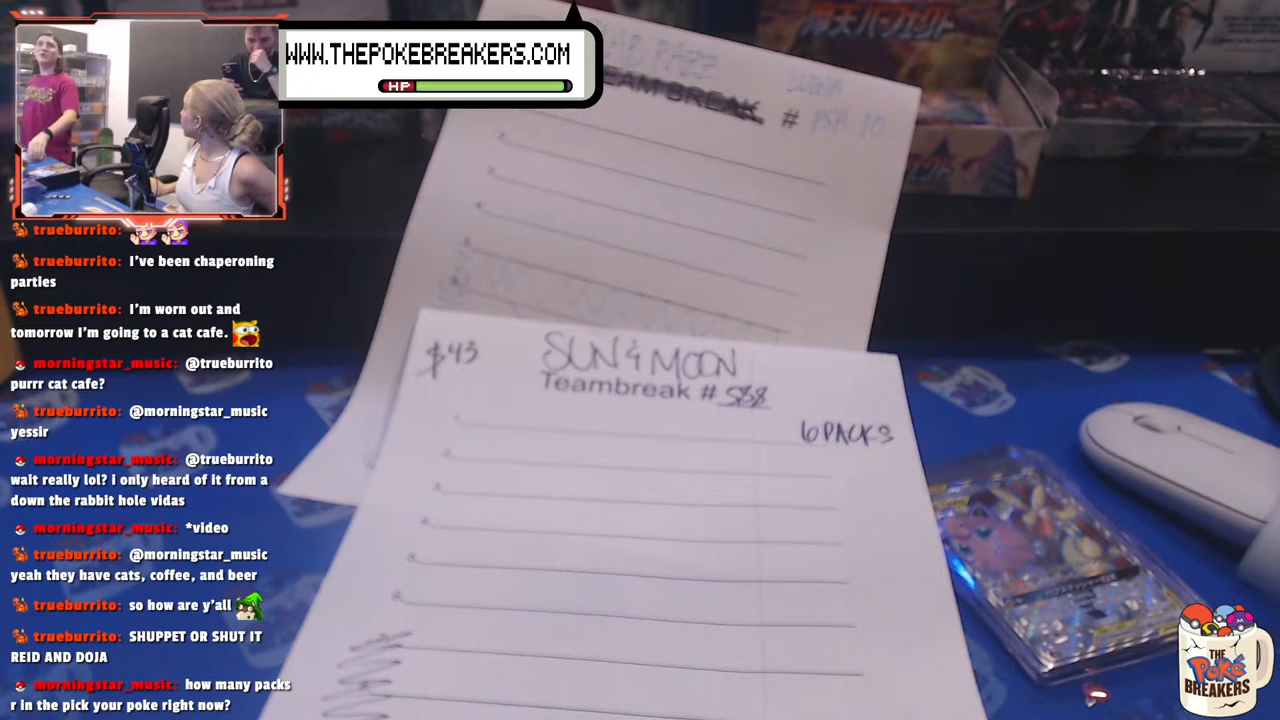 WWW.THEPOKEBREAKERS.COM
HP
TEAM BREAK
# PSA 10
$43
SUN & MOON
Teambreak # 588
6 PACKS
trueburrito:
trueburrito: I've been chaperoning
parties
trueburrito: I'm worn out and
tomorrow I'm going to a cat cafe.
morningstar_music: @trueburrito
purrr cat cafe?
trueburrito: @morningstar_music
yessir
morningstar_music: @trueburrito
wait really lol? i only heard of it from a
down the rabbit hole vidas
morningstar_music: *video
trueburrito: @morningstar_music
yeah they have cats, coffee, and beer
trueburrito: so how are y'all
trueburrito: SHUPPET OR SHUT IT
REID AND DOJA
morningstar_music: how many packs
r in the pick your poke right now?
THE
Poké
BREAKERS